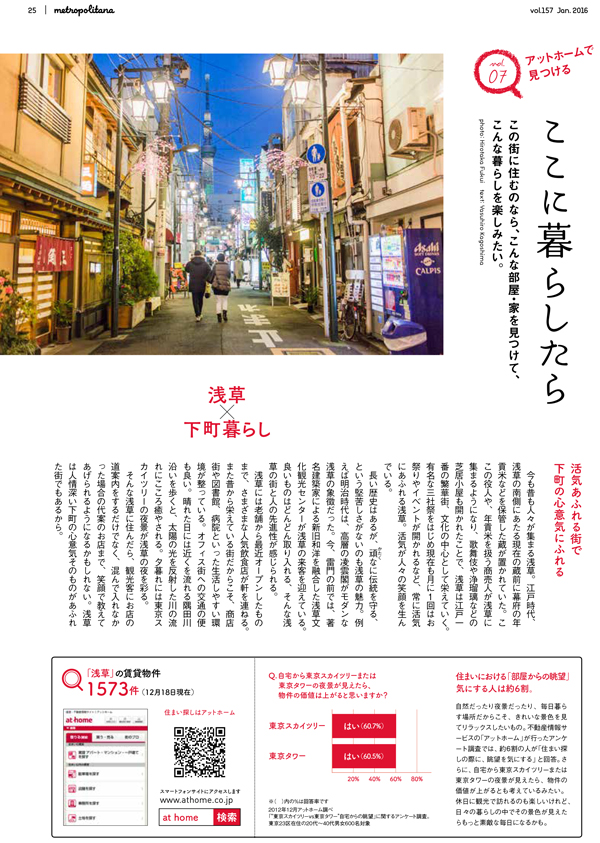 25 | metropolitana
vol.157 Jan. 2016
vol. 07
アットホームで
見つける
ここに暮らしたら
この街に住むのなら、こんな部屋・家を見つけて、
こんな暮らしを楽しみたい。
photo: Hirotaka Fukui text: Yasuhiro Kagoshima
Asahi
SOFT DRINKS
CALPIS
浅草
×
下町暮らし
活気あふれる街で
下町の心意気にふれる
今も昔も人々が集まる浅草。江戸時代、
浅草の南側にあたる現在の蔵前に幕府の年
貢米などを保管した蔵が置かれていた。こ
この役人や、年貢米を扱う商売人が浅草に
集まるようになり、歌舞伎や浄瑠璃などの
芝居小屋も開かれたことで、浅草は江戸一
番の繁華街、文化の中心として栄えていく。
有名な三社祭をはじめ現在も月に1回はお
祭りやイベントが開かれるなど、常に活気
にあふれる浅草。活気が人々の笑顔を生ん
でいる。
長い歴史はあるが、頑なに伝統を守る、
かたくな
という堅苦しさがないのも浅草の魅力。例
えば明治時代は、高層の凌雲閣がモダンな
浅草の象徴だった。今、雷門の前では、著
名建築家による新旧和洋を融合した浅草文
化観光センターが浅草の来客を迎えている。
良いものはどんどん取り入れる、そんな浅
草の街と人の先進性が感じられる。
浅草には老舗から最近オープンしたもの
まで、さまざまな人気飲食店が軒を連ねる。
また昔から栄えている街だからこそ、商店
街や図書館、病院といった生活しやすい環
境が整っている。オフィス街への交通の便
も良い。晴れた日には近くを流れる隅田川
沿いを歩くと、太陽の光を反射した川の流
れにこころ癒やされる。夕暮れには東京ス
カイツリーの夜景が浅草の夜を彩る。
そんな浅草に住んだら、観光客にお店の
道案内をするだけでなく、混んで入れなか
った場合の代案のお店まで、笑顔で教えて
あげられるようになるかもしれない。浅草
は人情深い下町の心意気そのものがあふれ
た街でもあるから。
「浅草」の賃貸物件
1573件(12月18日現在)
at home
住まい探しはアットホーム
スマートフォンサイトにアクセスします
www.athome.co.jp
at home 検索
Q.自宅から東京スカイツリーまたは
東京タワーの夜景が見えたら、
物件の価値は上がると思いますか?
東京スカイツリー はい(60.7%)
東京タワー はい(60.5%)
20% 40% 60% 80%
※( )内の%は回答率です
2012年12月アットホーム調べ
「“東京スカイツリーvs東京タワー”自宅からの眺望」に関するアンケート調査。
東京23区在住の20代〜40代男女600名対象
住まいにおける「部屋からの眺望」
気にする人は約6割。
自然だったり夜景だったり、毎日暮ら
す場所だからこそ、きれいな景色を見
てリラックスしたいもの。不動産情報サ
ービスの「アットホーム」が行ったアンケ
ート調査では、約6割の人が「住まい探
しの際に、眺望を気にする」と回答。さ
らに、自宅から東京スカイツリーまたは
東京タワーの夜景が見えたら、物件の
価値が上がるとも考えているみたい。
休日に観光で訪れるのも楽しいけれど、
日々の暮らしの中でその景色が見えた
らもっと素敵な毎日になるかも。